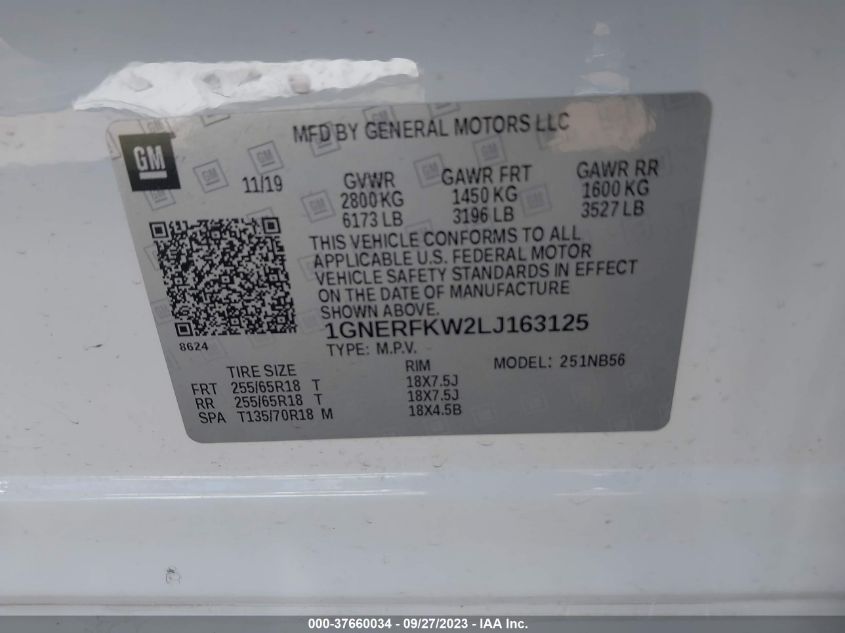 MFD BY GENERAL MOTORS LLC
GM
11/19
GVWR GAWR FRT GAWR RR
2800 KG 1450 KG 1600 KG
6173 LB 3196 LB 3527 LB
THIS VEHICLE CONFORMS TO ALL
APPLICABLE U.S. FEDERAL MOTOR
VEHICLE SAFETY STANDARDS IN EFFECT
ON THE DATE OF MANUFACTURE
SHOWN ABOVE.
1GNERFKW2LJ163125
8624
TYPE: M.P.V.
TIRE SIZE RIM MODEL: 251NB56
FRT 255/65R18 T 18X7.5J
RR 255/65R18 T 18X7.5J
SPA T135/70R18 M 18X4.5B
000-37660034 - 09/27/2023 - IAA Inc.